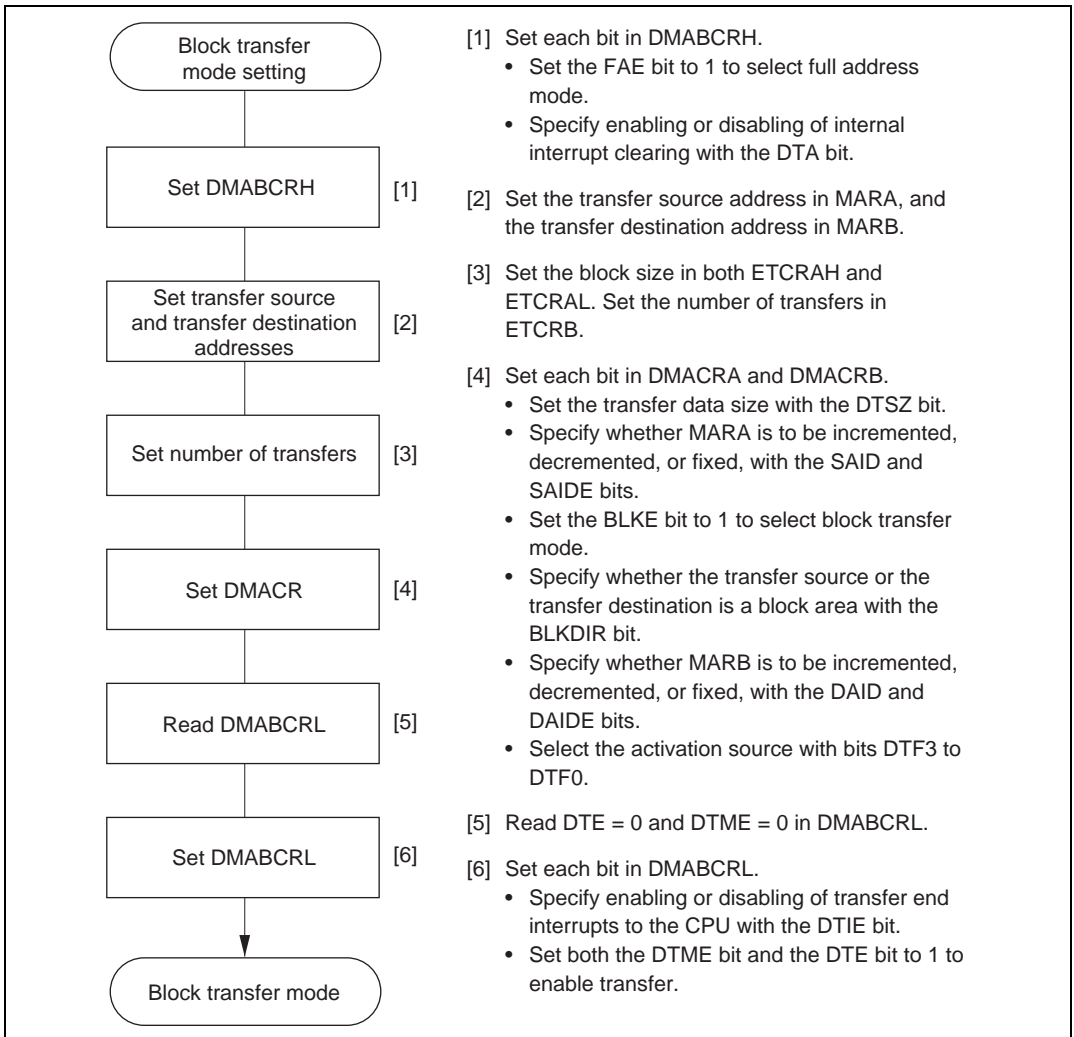 Block transfer
mode setting
Set DMABCRH
[1]
Set transfer source
and transfer destination
addresses
[2]
Set number of transfers
[3]
Set DMACR
[4]
Read DMABCRL
[5]
Set DMABCRL
[6]
Block transfer mode
[1] Set each bit in DMABCRH.
• Set the FAE bit to 1 to select full address
mode.
• Specify enabling or disabling of internal
interrupt clearing with the DTA bit.
[2] Set the transfer source address in MARA, and
the transfer destination address in MARB.
[3] Set the block size in both ETCRAH and
ETCRAL. Set the number of transfers in
ETCRB.
[4] Set each bit in DMACRA and DMACRB.
• Set the transfer data size with the DTSZ bit.
• Specify whether MARA is to be incremented,
decremented, or fixed, with the SAID and
SAIDE bits.
• Set the BLKE bit to 1 to select block transfer
mode.
• Specify whether the transfer source or the
transfer destination is a block area with the
BLKDIR bit.
• Specify whether MARB is to be incremented,
decremented, or fixed, with the DAID and
DAIDE bits.
• Select the activation source with bits DTF3 to
DTF0.
[5] Read DTE = 0 and DTME = 0 in DMABCRL.
[6] Set each bit in DMABCRL.
• Specify enabling or disabling of transfer end
interrupts to the CPU with the DTIE bit.
• Set both the DTME bit and the DTE bit to 1 to
enable transfer.